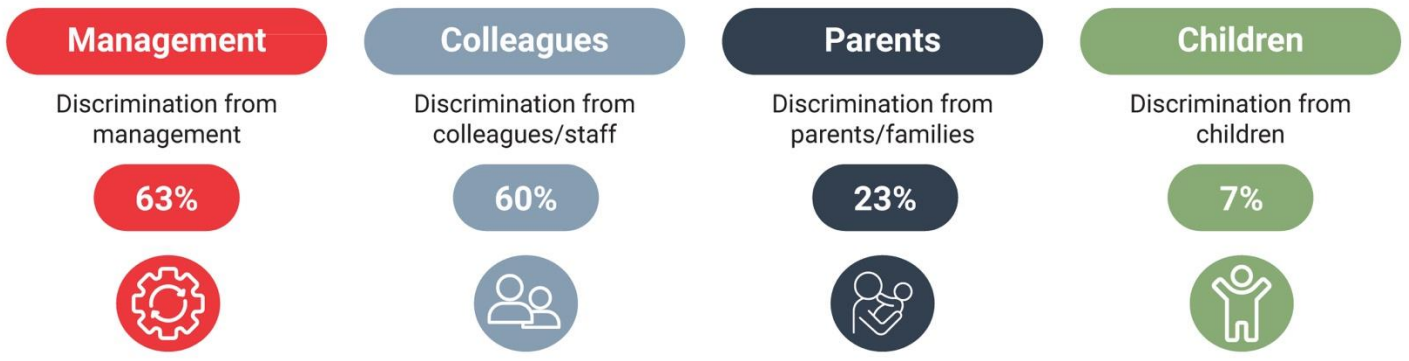 Management
Discrimination from
management
63%
Colleagues
Discrimination from
colleagues/staff
60%
Parents
Discrimination from
parents/families
23%
Children
Discrimination from
children
7%